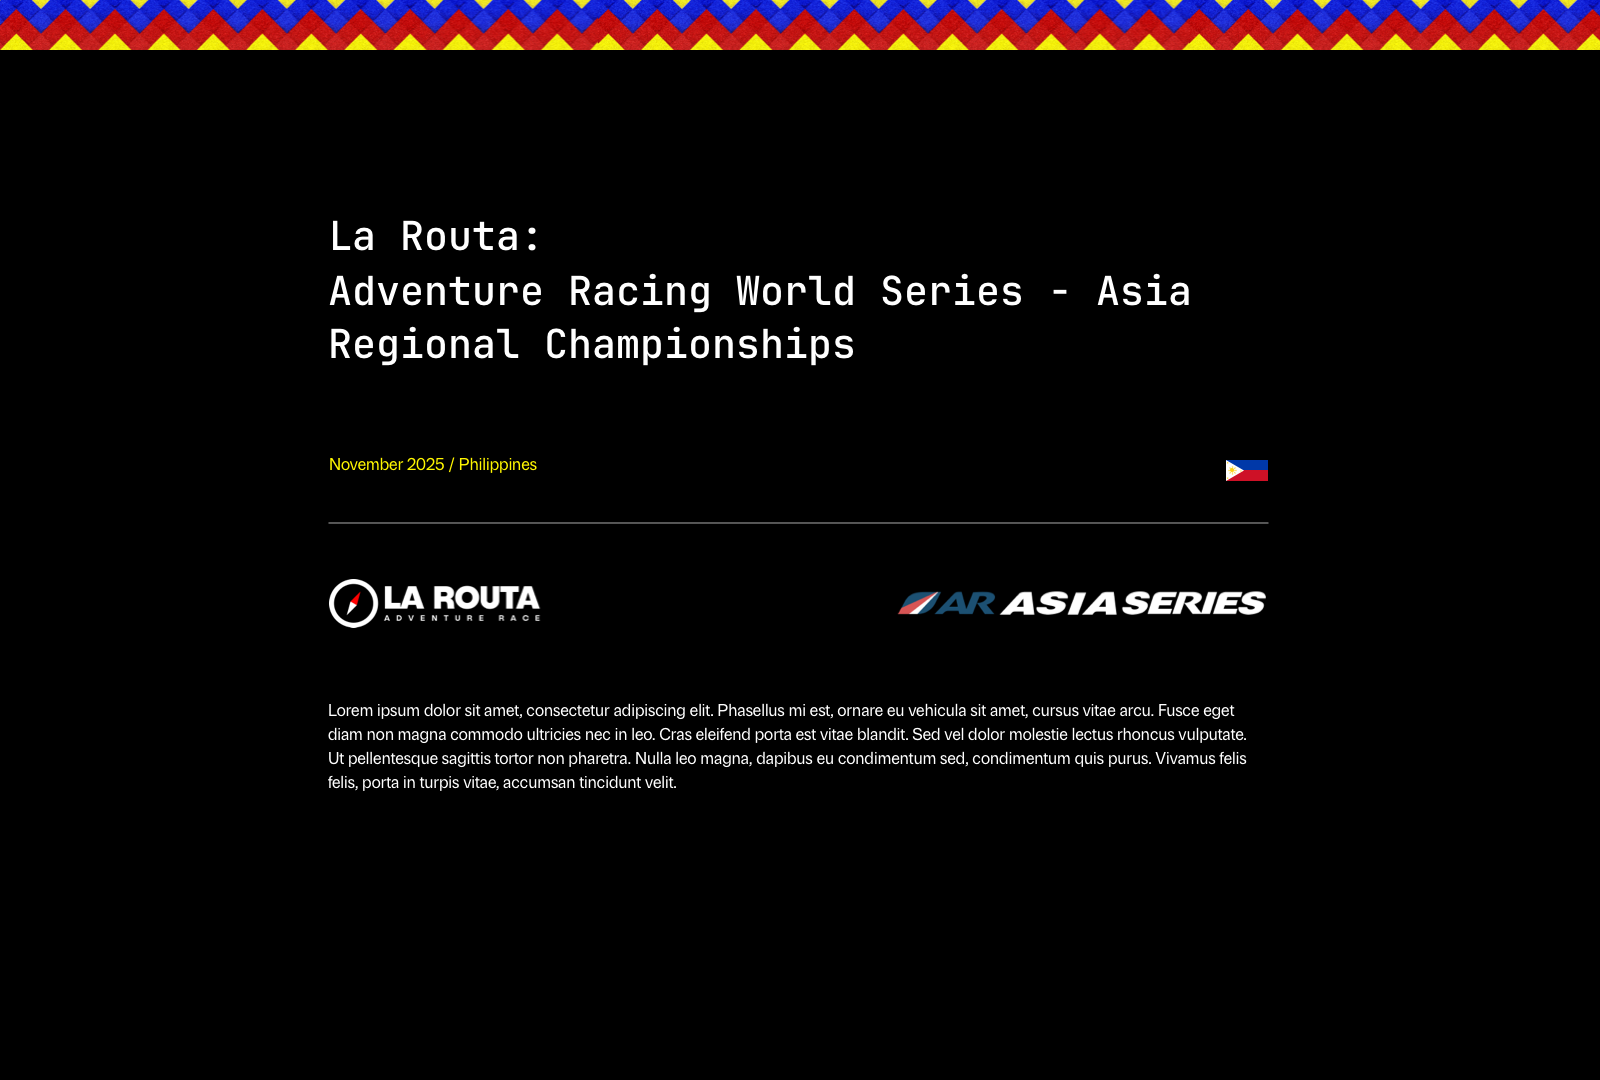 La Routa:
Adventure Racing World Series - Asia
Regional Championships
November 2025 / Philippines
LA ROUTA
ADVENTURE RACE
AR ASIA SERIES
Lorem ipsum dolor sit amet, consectetur adipiscing elit. Phasellus mi est, ornare eu vehicula sit amet, cursus vitae arcu. Fusce eget
diam non magna commodo ultricies nec in leo. Cras eleifend porta est vitae blandit. Sed vel dolor molestie lectus rhoncus vulputate.
Ut pellentesque sagittis tortor non pharetra. Nulla leo magna, dapibus eu condimentum sed, condimentum quis purus. Vivamus felis
felis, porta in turpis vitae, accumsan tincidunt velit.